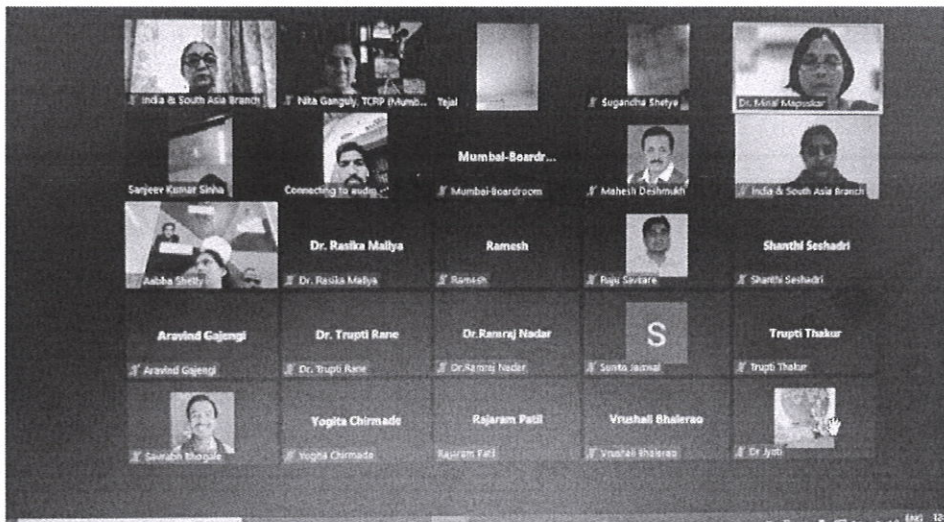 India & South Asia Branch
Nita Ganguly, TCRP (Mumb...
Tejal
Sugandha Shetye
Dr. Minal Mapuskar
Sanjeev Kumar Sinha
Connecting to audio
Mumbai-Boardr...
Mumbai-Boardroom
Mahesh Deshmukh
India & South Asia Branch
Aabha Shetty
Dr. Rasika Mallya
Dr. Rasika Mallya
Ramesh
Ramesh
Raju Savkare
Shanthi Seshadri
Shanthi Seshadri
Aravind Gajengi
Aravind Gajengi
Dr. Trupti Rane
Dr. Trupti Rane
Dr.Ramraj Nadar
Dr.Ramraj Nadar
S
Sunita Jaiswal
Trupti Thakur
Trupti Thakur
Saurabh Bhogale
Yogita Chirmade
Yogita Chirmade
Rajaram Patil
Rajaram Patil
Vrushali Bhalerao
Vrushali Bhalerao
Dr Jyoti
ENG